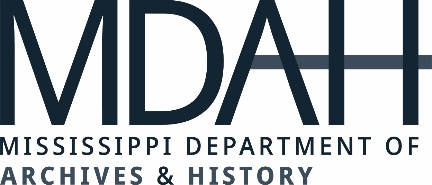 MDAH
MISSISSIPPI DEPARTMENT OF
ARCHIVES & HISTORY